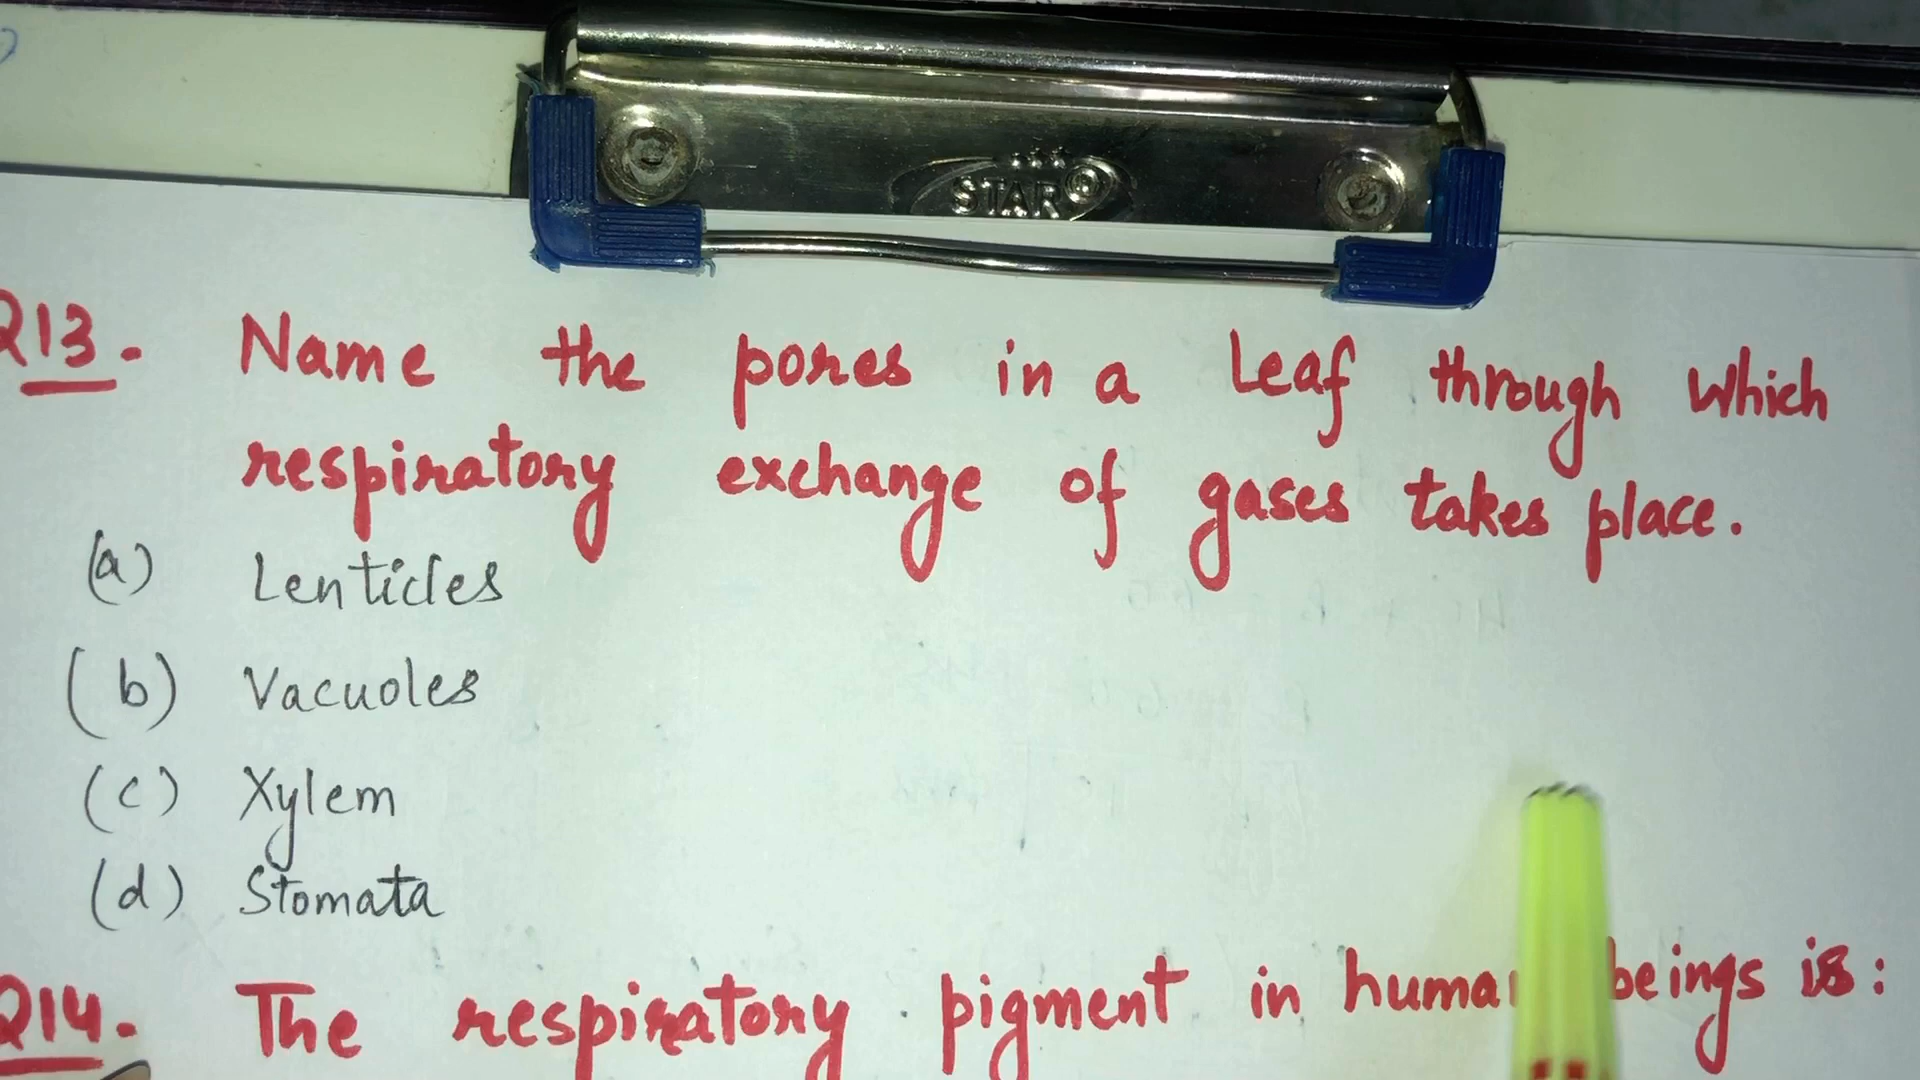 STAR
Q13. Name the pores in a Leaf through which
respiratory exchange of gases takes place.
(a) Lenticles
(b) Vacuoles
(c) Xylem
(d) Stomata
Q14. The respiratory pigment in human beings is: